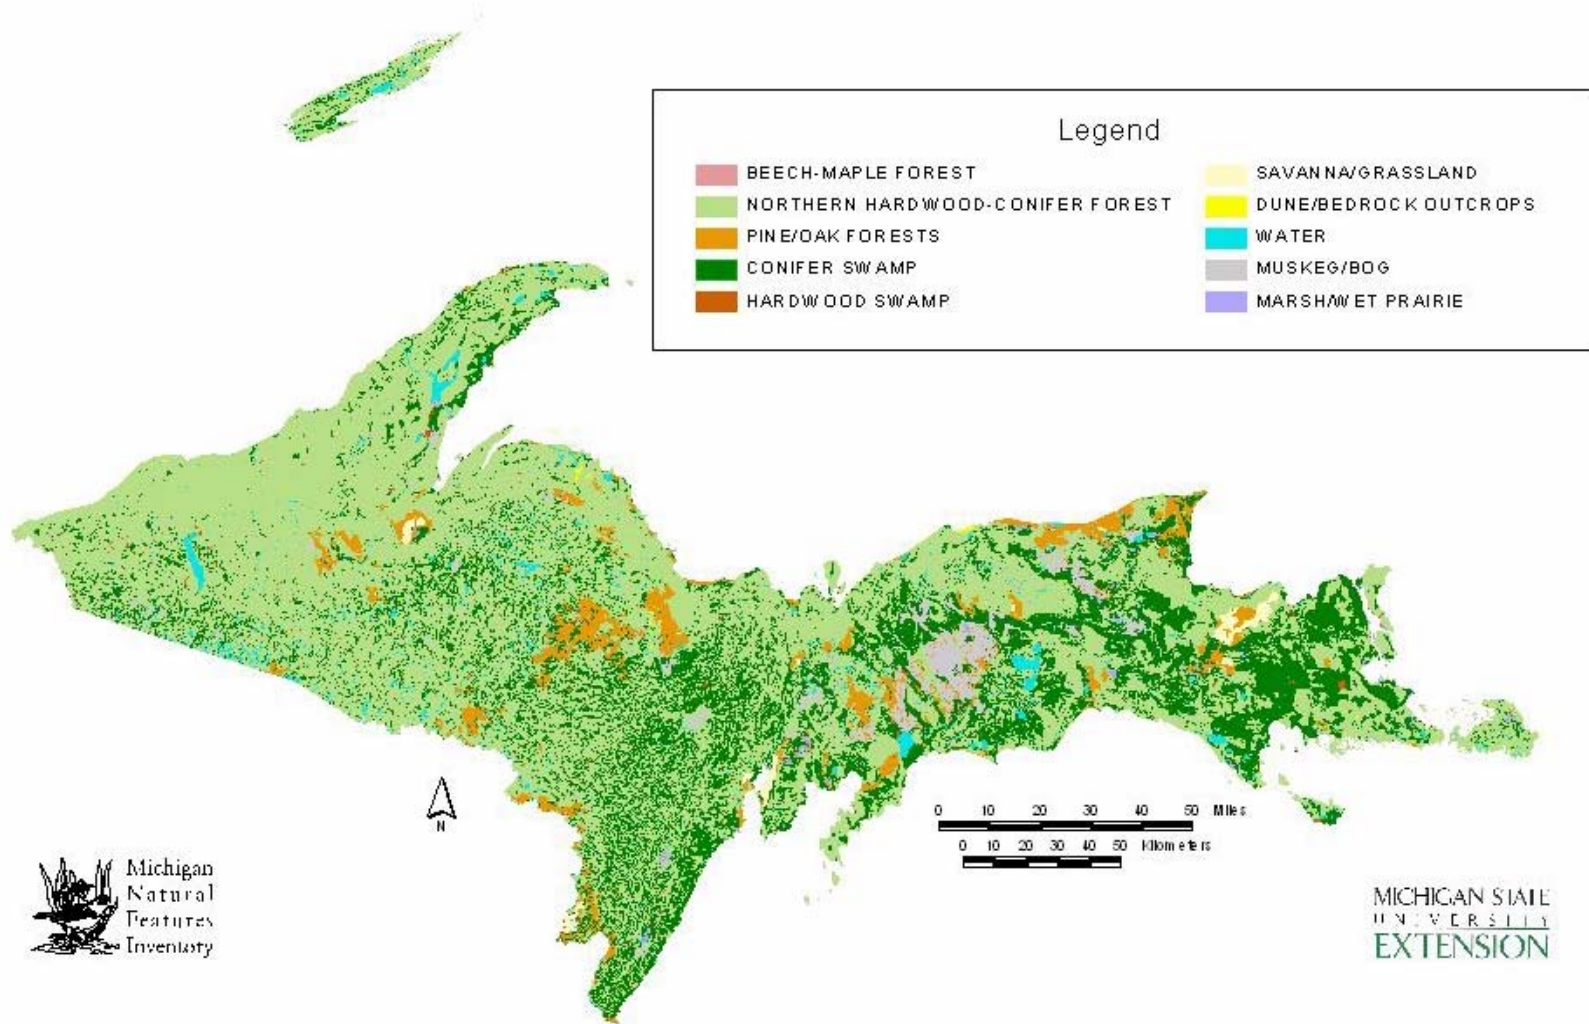 Legend
BEECH-MAPLE FOREST
NORTHERN HARDWOOD-CONIFER FOREST
PINE/OAK FORESTS
CONIFER SWAMP
HARDWOOD SWAMP
SAVANNA/GRASSLAND
DUNE/BEDROCK OUTCROPS
WATER
MUSKEG/BOG
MARSH/WET PRAIRIE
N
0 10 20 30 40 50 Miles
0 10 20 30 40 50 Kilometers
Michigan
Natural
Features
Inventory
MICHIGAN STATE
UNIVERSITY
EXTENSION